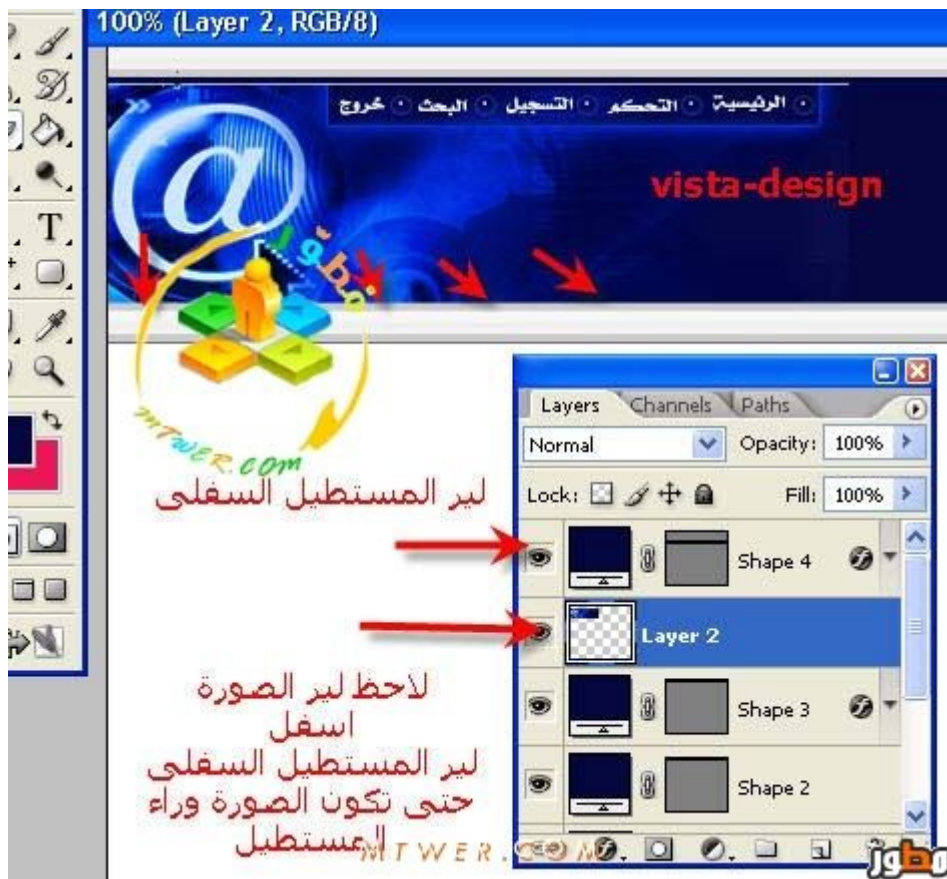 100% (Layer 2, RGB/8)
الرئيسية · التحكم · التسجيل · البحث · خروج
vista-design
مطور
mTwer.com
Layers Channels Paths
Normal Opacity: 100%
Lock: Fill: 100%
لير المستطيل السفلى
Shape 4
Layer 2
لاحظ لير الصورة
اسفل
لير المستطيل السفلى
حتى تكون الصورة وراء
المستطيل
Shape 3
Shape 2
MTWER.COM
مطور